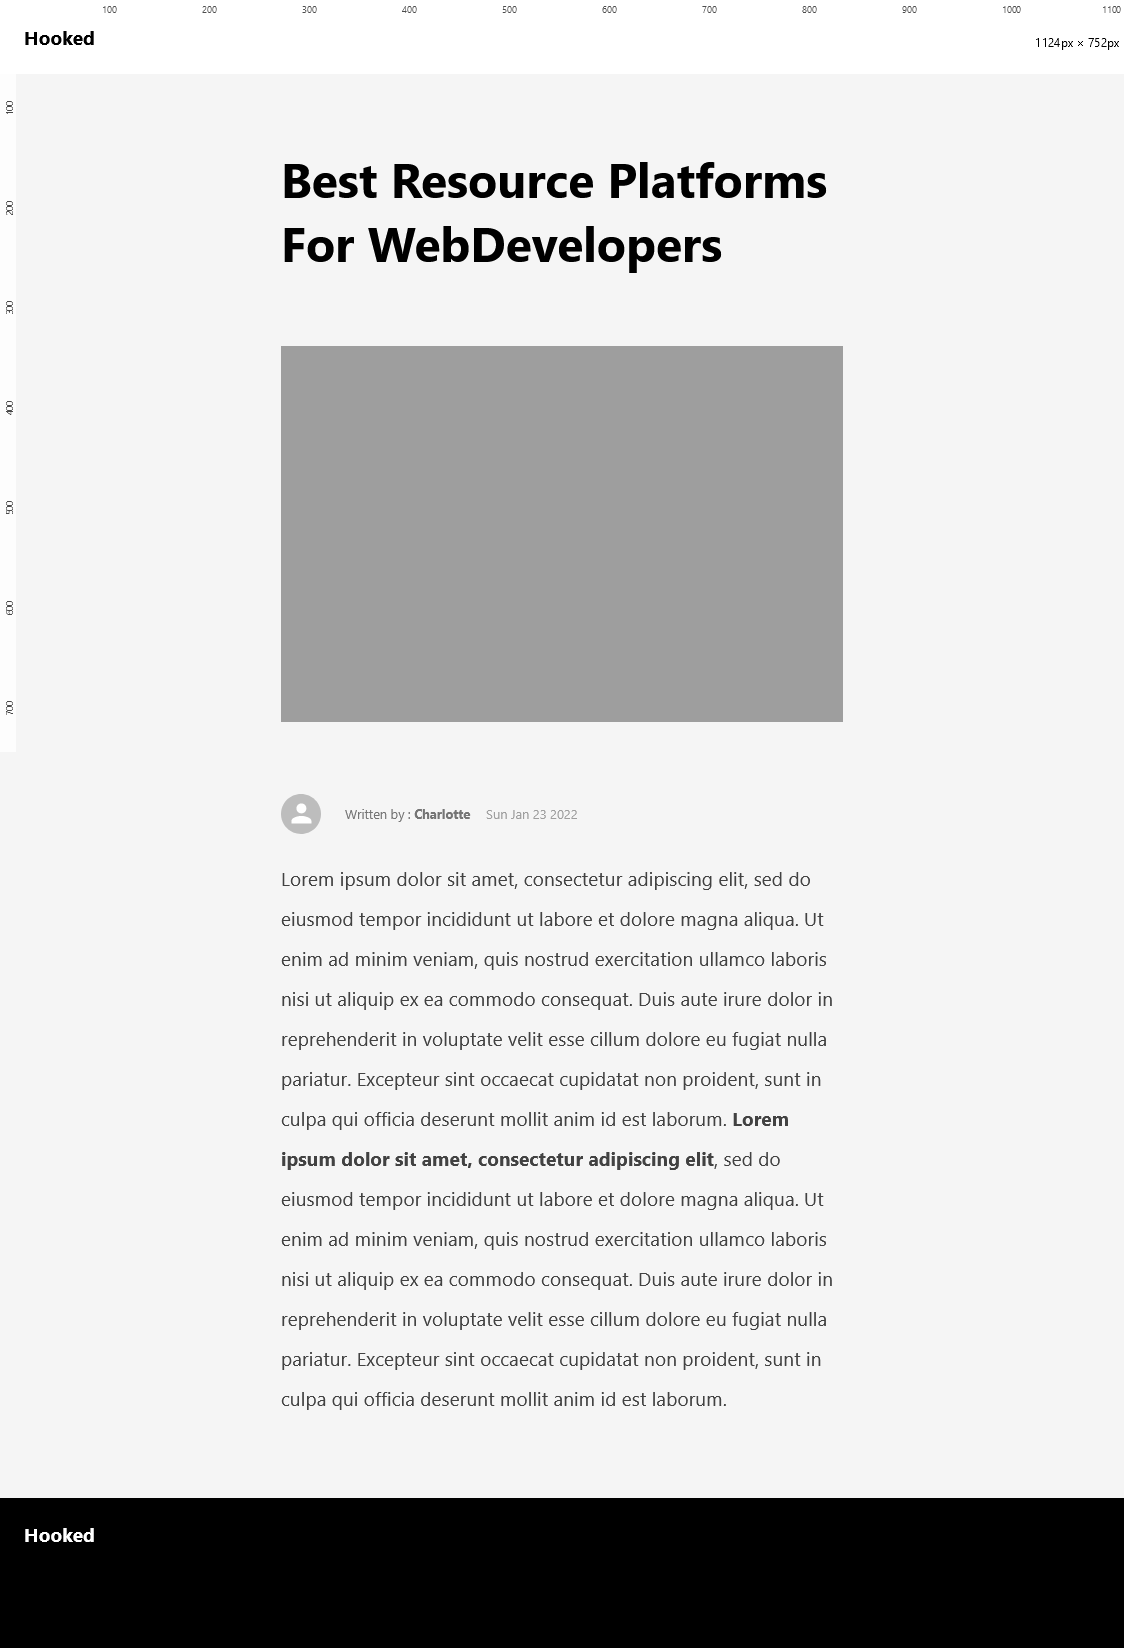 100 200 300 400 500 600 700 800 900 1000 1100
Hooked
1124px × 752px
100
200
Best Resource Platforms
For WebDevelopers
300
400
500
600
700
Written by : Charlotte Sun Jan 23 2022
Lorem ipsum dolor sit amet, consectetur adipiscing elit, sed do
eiusmod tempor incididunt ut labore et dolore magna aliqua. Ut
enim ad minim veniam, quis nostrud exercitation ullamco laboris
nisi ut aliquip ex ea commodo consequat. Duis aute irure dolor in
reprehenderit in voluptate velit esse cillum dolore eu fugiat nulla
pariatur. Excepteur sint occaecat cupidatat non proident, sunt in
culpa qui officia deserunt mollit anim id est laborum. Lorem
ipsum dolor sit amet, consectetur adipiscing elit, sed do
eiusmod tempor incididunt ut labore et dolore magna aliqua. Ut
enim ad minim veniam, quis nostrud exercitation ullamco laboris
nisi ut aliquip ex ea commodo consequat. Duis aute irure dolor in
reprehenderit in voluptate velit esse cillum dolore eu fugiat nulla
pariatur. Excepteur sint occaecat cupidatat non proident, sunt in
culpa qui officia deserunt mollit anim id est laborum.
Hooked